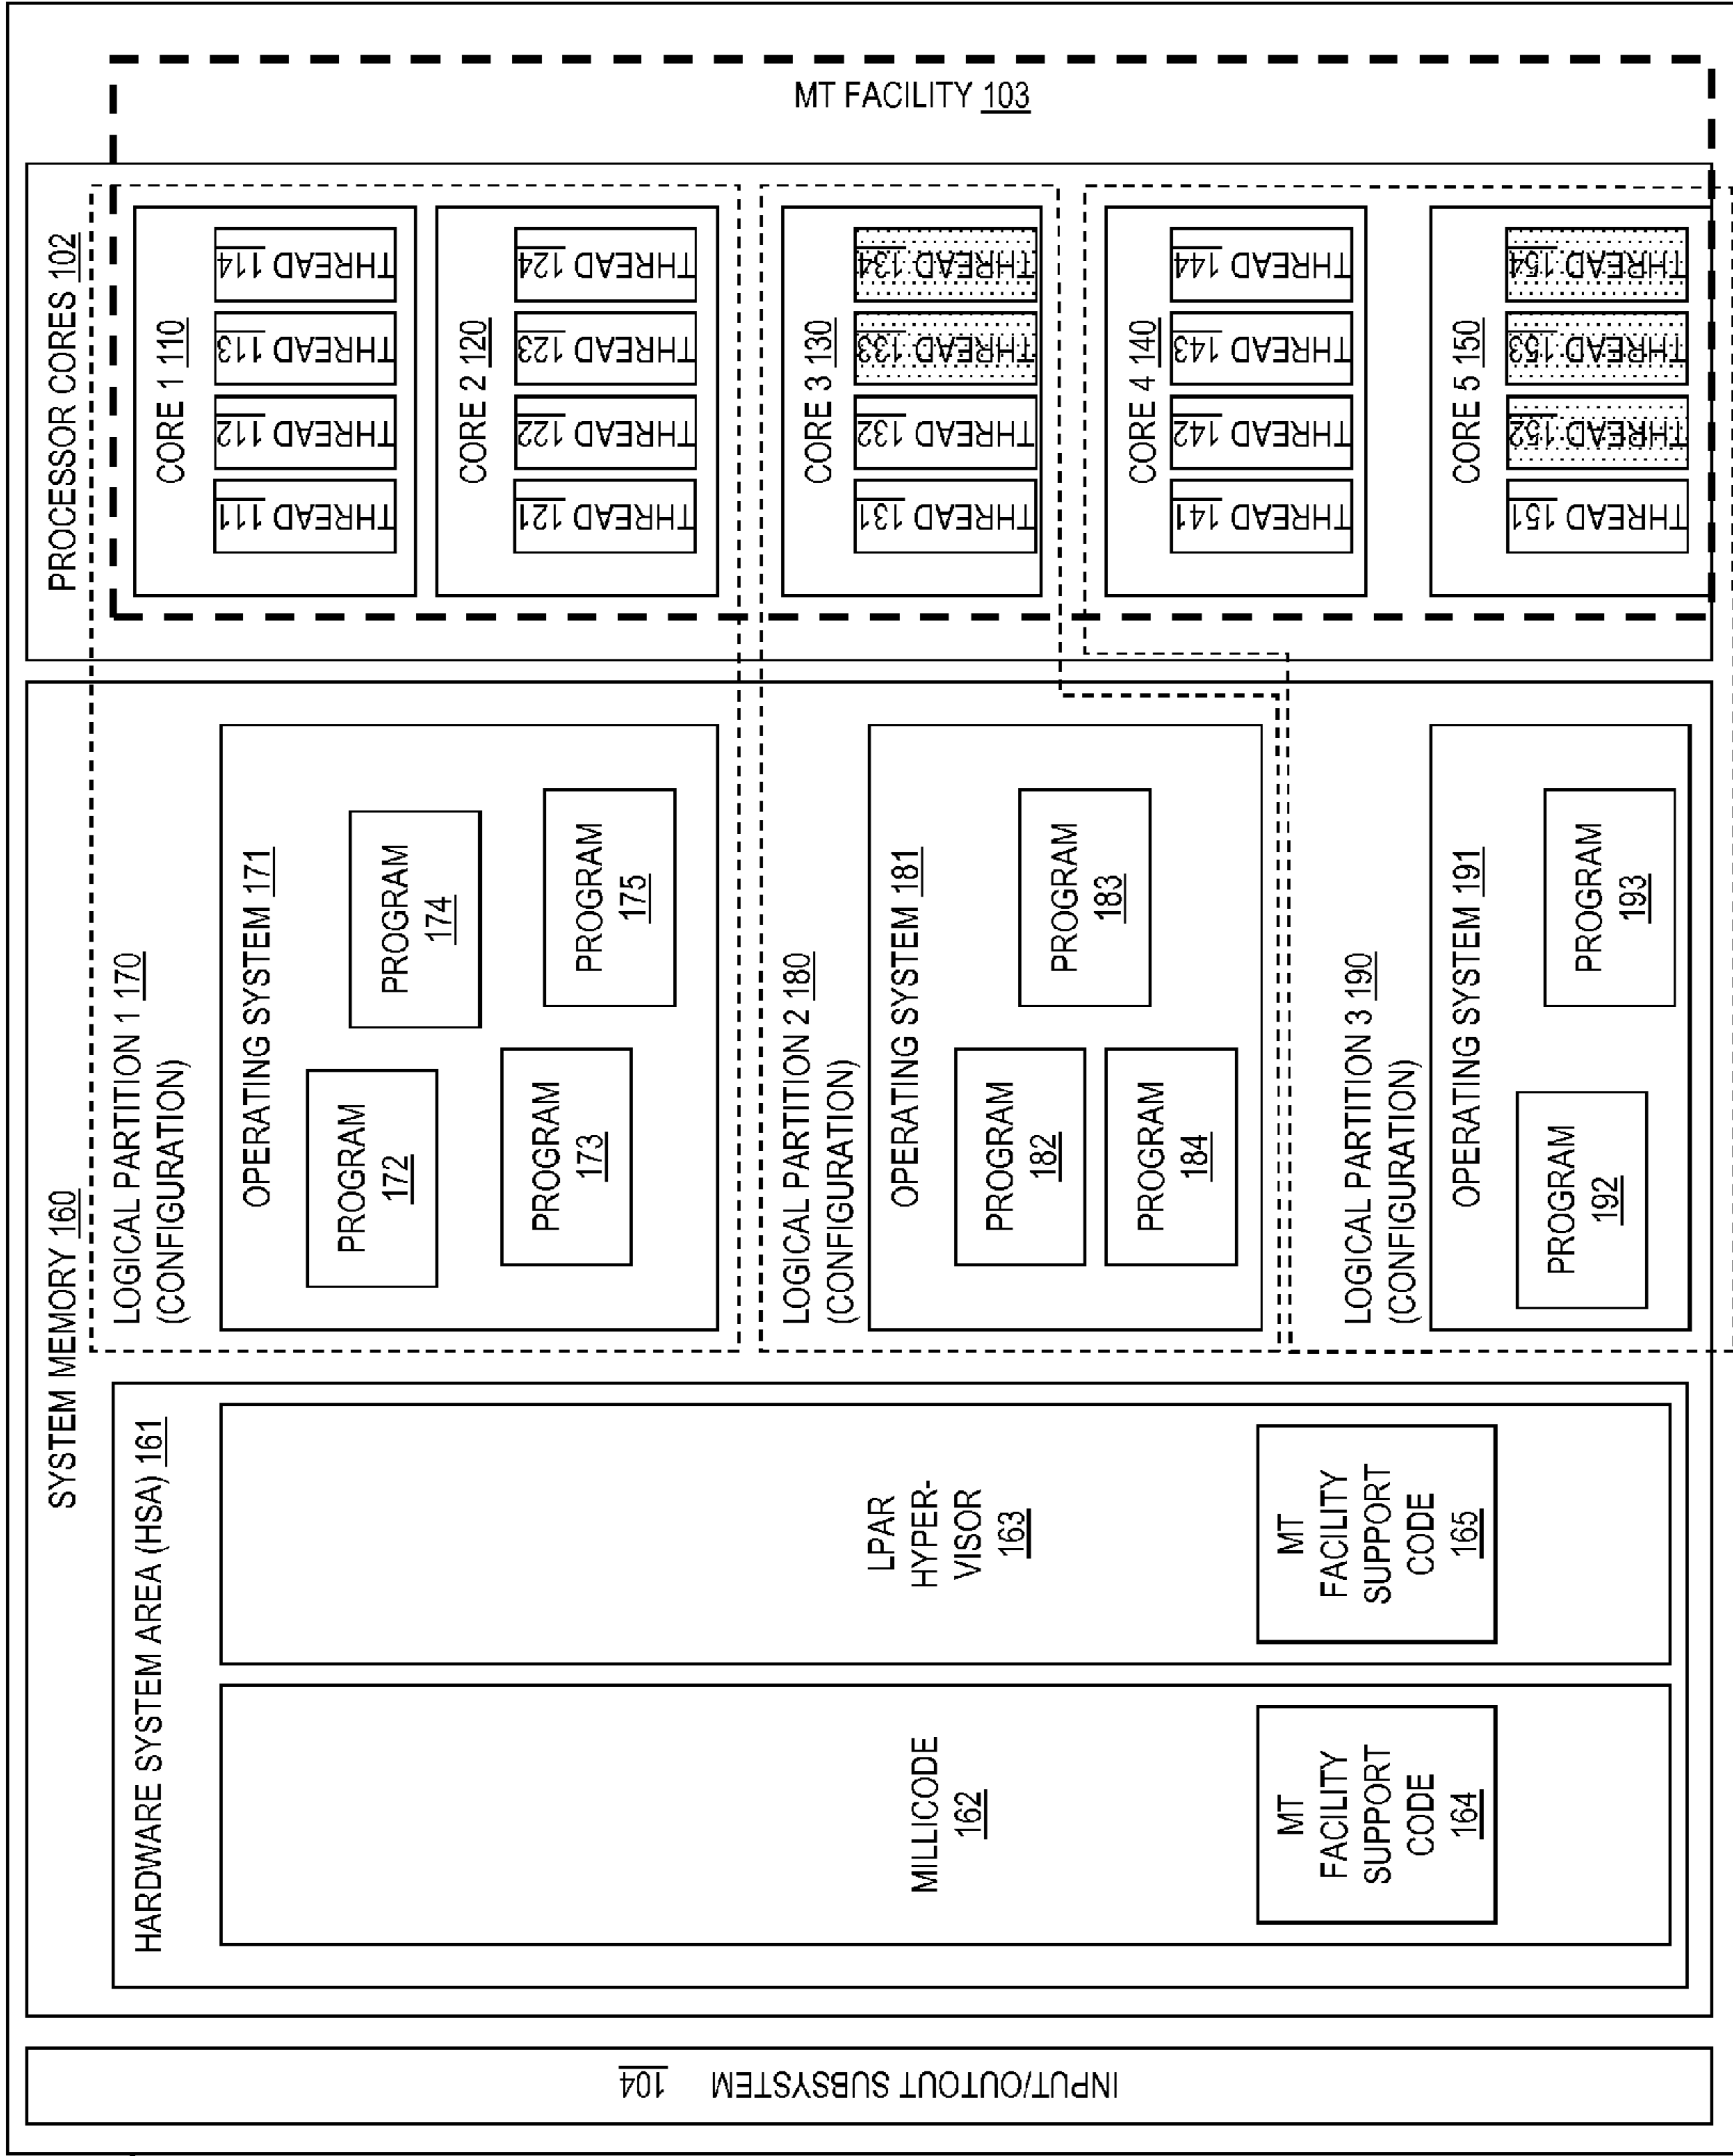 MT FACILITY 103
PROCESSOR CORES 102
CORE 1 110
THREAD 111
THREAD 112
THREAD 113
THREAD 114
CORE 2 120
THREAD 121
THREAD 122
THREAD 123
THREAD 124
CORE 3 130
THREAD 131
THREAD 132
THREAD 133
THREAD 134
CORE 4 140
THREAD 141
THREAD 142
THREAD 143
THREAD 144
CORE 5 150
THREAD 151
THREAD 152
THREAD 153
THREAD 154
SYSTEM MEMORY 160
LOGICAL PARTITION 1 170
(CONFIGURATION)
OPERATING SYSTEM 171
PROGRAM
172
PROGRAM
174
PROGRAM
173
PROGRAM
175
LOGICAL PARTITION 2 180
(CONFIGURATION)
OPERATING SYSTEM 181
PROGRAM
182
PROGRAM
183
PROGRAM
184
LOGICAL PARTITION 3 190
(CONFIGURATION)
OPERATING SYSTEM 191
PROGRAM
192
PROGRAM
193
HARDWARE SYSTEM AREA (HSA) 161
MILLICODE
162
MT
FACILITY
SUPPORT
CODE
164
LPAR
HYPER-
VISOR
163
MT
FACILITY
SUPPORT
CODE
165
INPUT/OUTOUT SUBSYSTEM 104